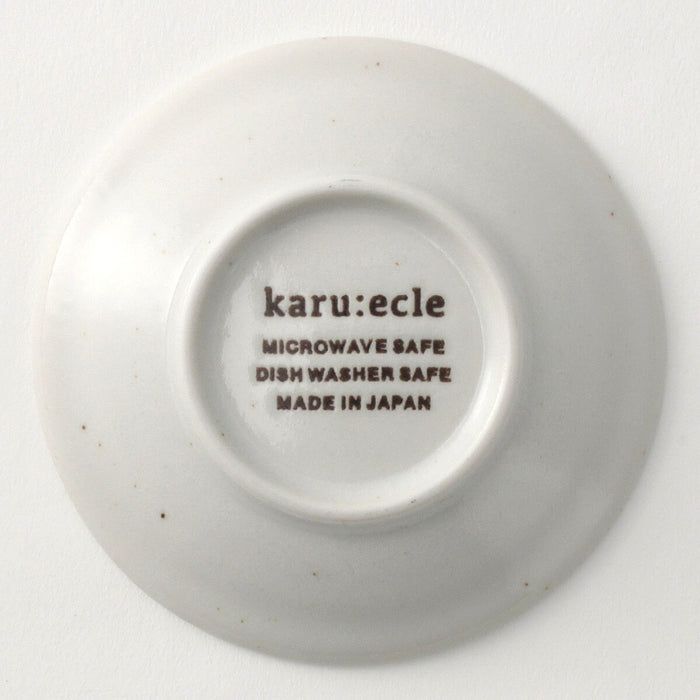 karu:ecle
MICROWAVE SAFE
DISH WASHER SAFE
MADE IN JAPAN